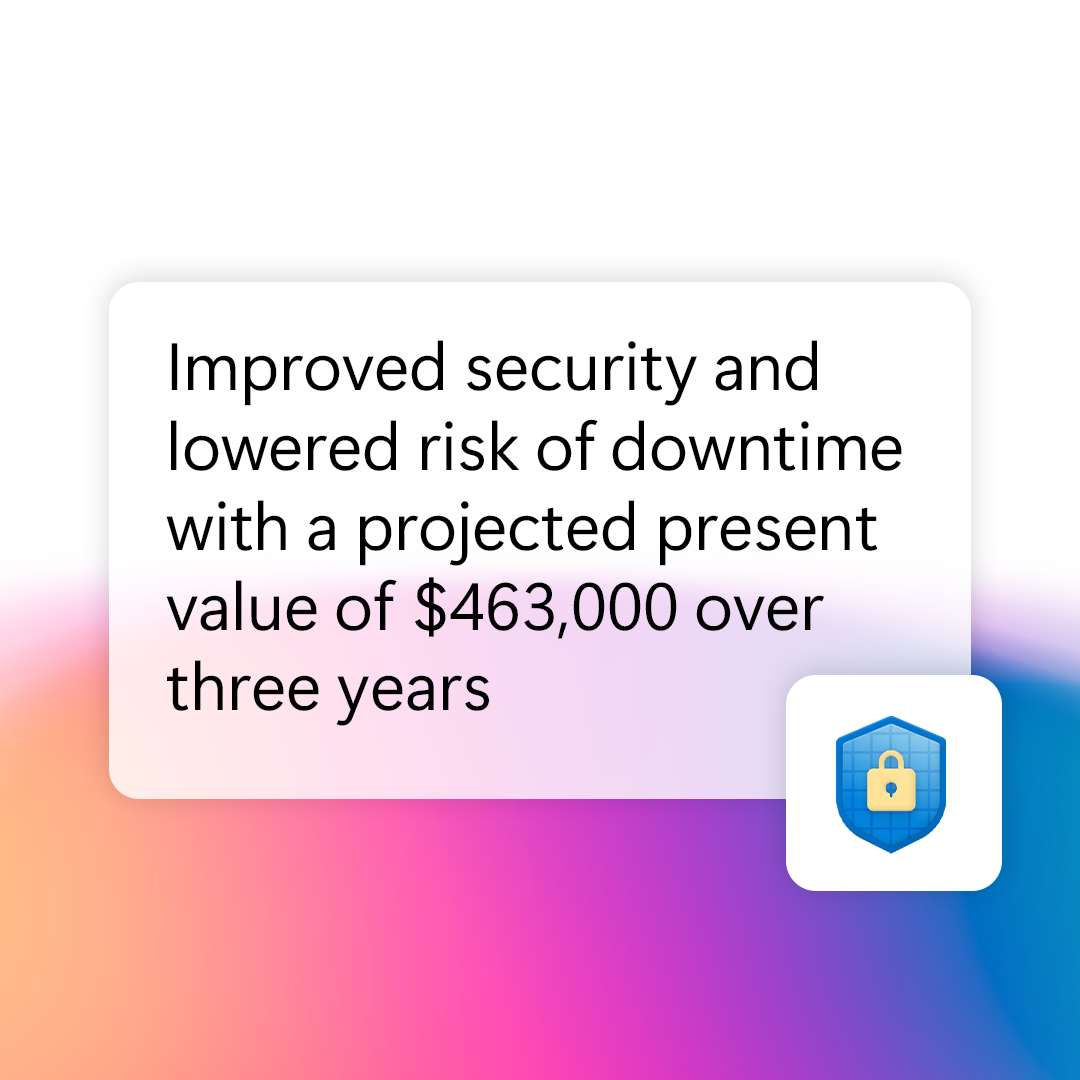 Improved security and
lowered risk of downtime
with a projected present
value of $463,000 over
three years